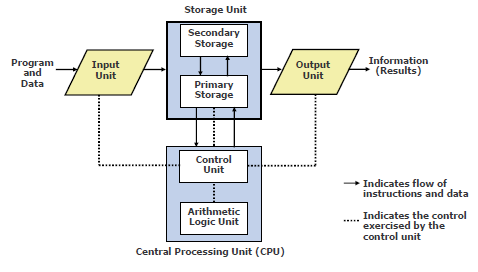 Storage Unit
Secondary
Storage
Program
and
Data
Input
Unit
Output
Unit
Information
(Results)
Primary
Storage
Control
Unit
Arithmetic
Logic Unit
Central Processing Unit (CPU)
Indicates flow of
instructions and data
Indicates the control
exercised by the
control unit